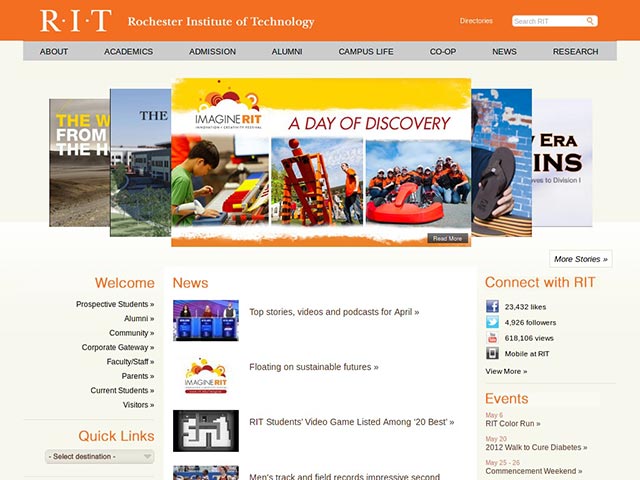 R·I·T Rochester Institute of Technology
Directories
Search RIT
ABOUT ACADEMICS ADMISSION ALUMNI CAMPUS LIFE CO-OP NEWS RESEARCH
THE W
FROM
THE H
THE
IMAGINE RIT
INNOVATION + CREATIVITY FESTIVAL
A DAY OF DISCOVERY
Read More
ERA
INS
oves to Division I
More Stories »
Welcome
Prospective Students »
Alumni »
Community »
Corporate Gateway »
Faculty/Staff »
Parents »
Current Students »
Visitors »
Quick Links
- Select destination -
News
Top stories, videos and podcasts for April »
IMAGINE RIT
Floating on sustainable futures »
RIT Students' Video Game Listed Among '20 Best' »
Men's track and field records impressive second
Connect with RIT
23,432 likes
4,926 followers
618,106 views
Mobile at RIT
View More »
Events
May 6
RIT Color Run »
May 20
2012 Walk to Cure Diabetes »
May 25 - 26
Commencement Weekend »